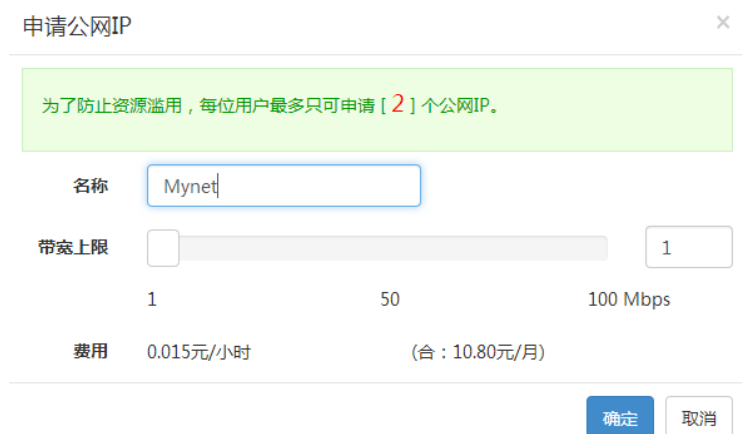 申请公网IP ×
为了防止资源滥用，每位用户最多只可申请 [ 2 ] 个公网IP。
名称 Mynet
带宽上限 1
1 50 100 Mbps
费用 0.015元/小时 (合：10.80元/月)
确定 取消